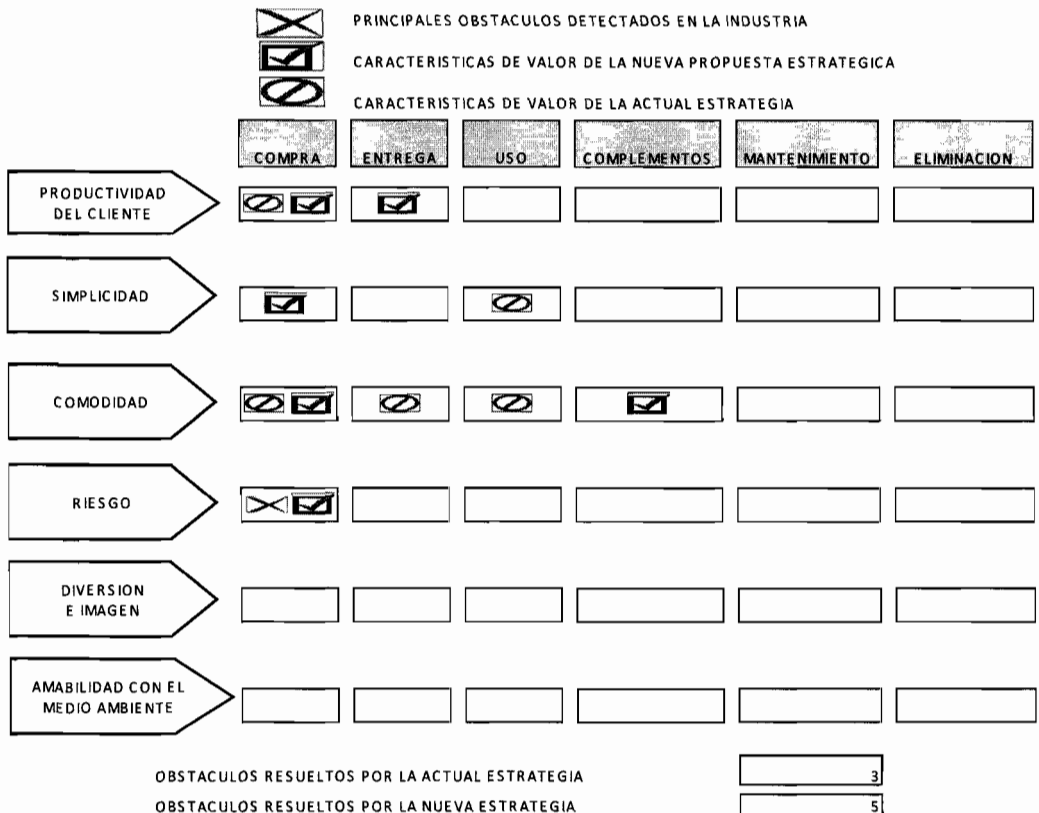 PRINCIPALES OBSTACULOS DETECTADOS EN LA INDUSTRIA
CARACTERISTICAS DE VALOR DE LA NUEVA PROPUESTA ESTRATEGICA
CARACTERISTICAS DE VALOR DE LA ACTUAL ESTRATEGIA
COMPRA ENTREGA USO COMPLEMENTOS MANTENIMIENTO ELIMINACION
PRODUCTIVIDAD
DEL CLIENTE
SIMPLICIDAD
COMODIDAD
RIESGO
DIVERSION
E IMAGEN
AMABILIDAD CON EL
MEDIO AMBIENTE
OBSTACULOS RESUELTOS POR LA ACTUAL ESTRATEGIA 3
OBSTACULOS RESUELTOS POR LA NUEVA ESTRATEGIA 5